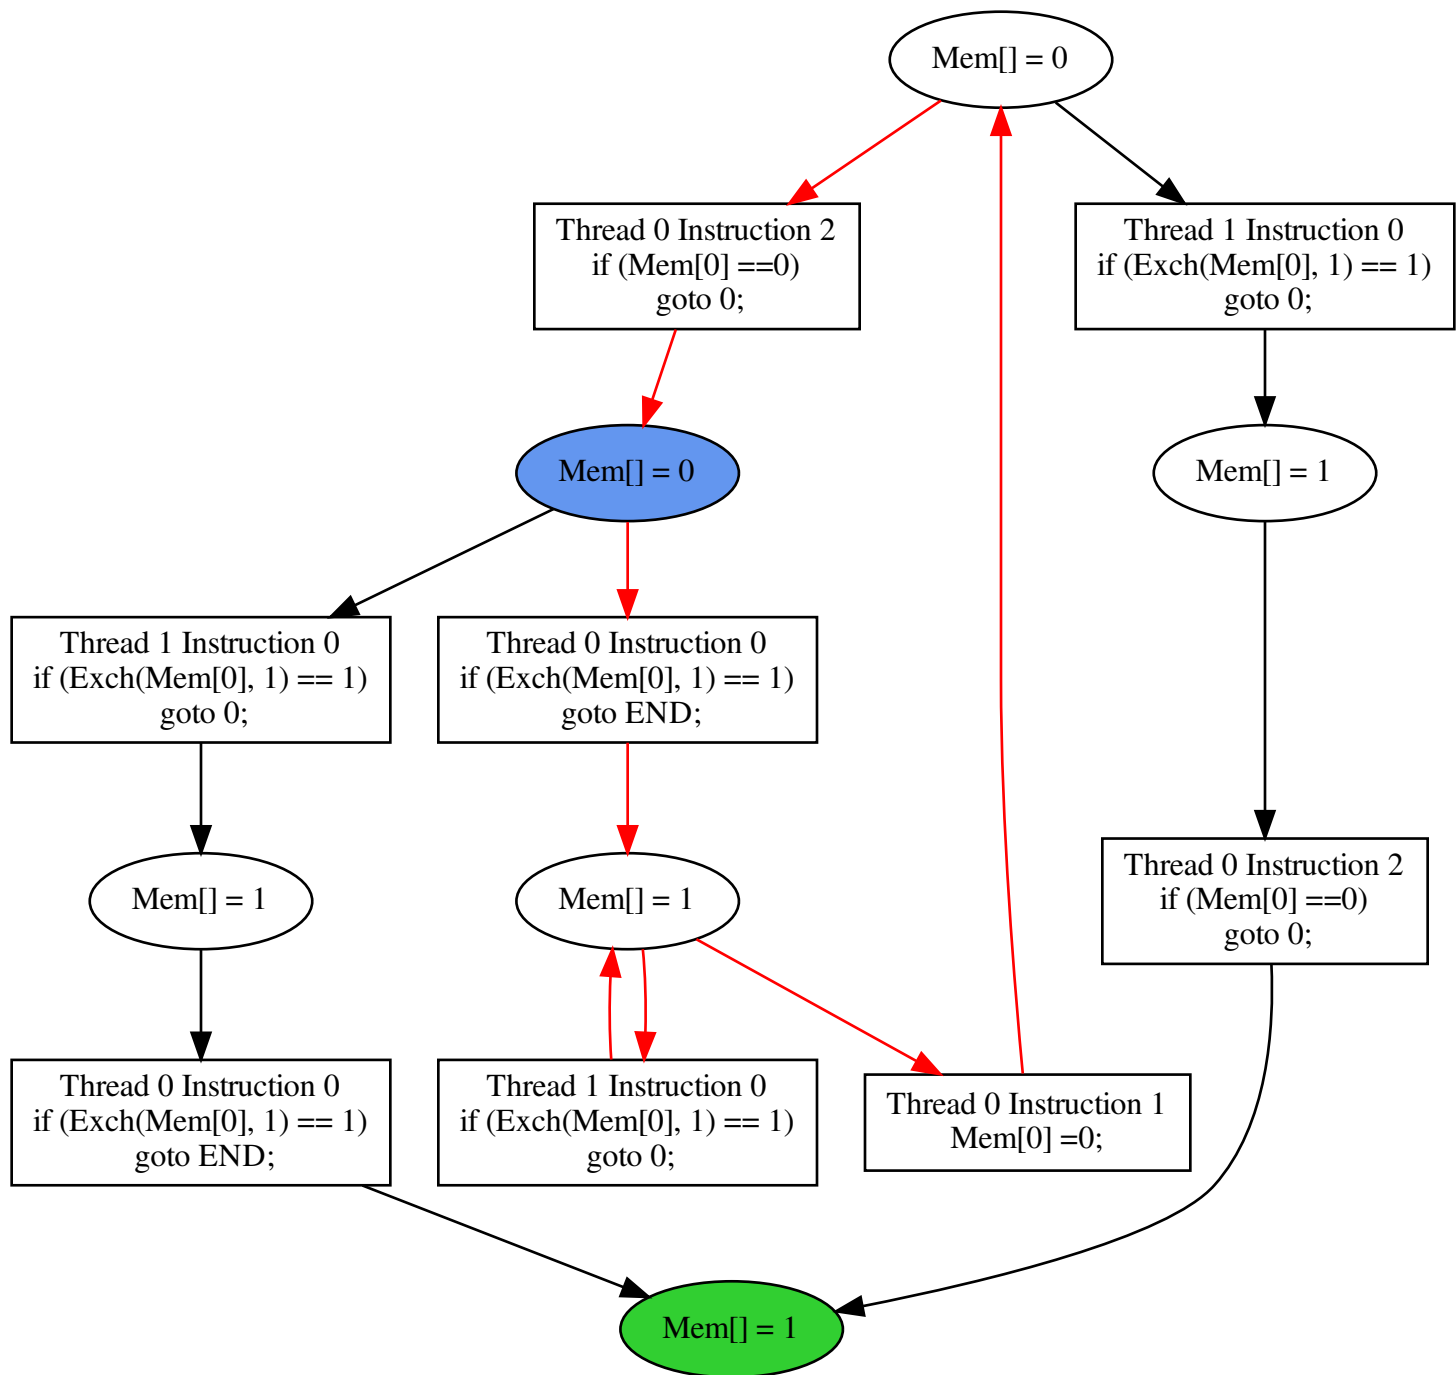 Mem[] = 0
Thread 0 Instruction 2
if (Mem[0] ==0)
goto 0;
Thread 1 Instruction 0
if (Exch(Mem[0], 1) == 1)
goto 0;
Mem[] = 0
Mem[] = 1
Thread 1 Instruction 0
if (Exch(Mem[0], 1) == 1)
goto 0;
Thread 0 Instruction 0
if (Exch(Mem[0], 1) == 1)
goto END;
Mem[] = 1
Mem[] = 1
Thread 0 Instruction 2
if (Mem[0] ==0)
goto 0;
Thread 0 Instruction 0
if (Exch(Mem[0], 1) == 1)
goto END;
Thread 1 Instruction 0
if (Exch(Mem[0], 1) == 1)
goto 0;
Thread 0 Instruction 1
Mem[0] =0;
Mem[] = 1